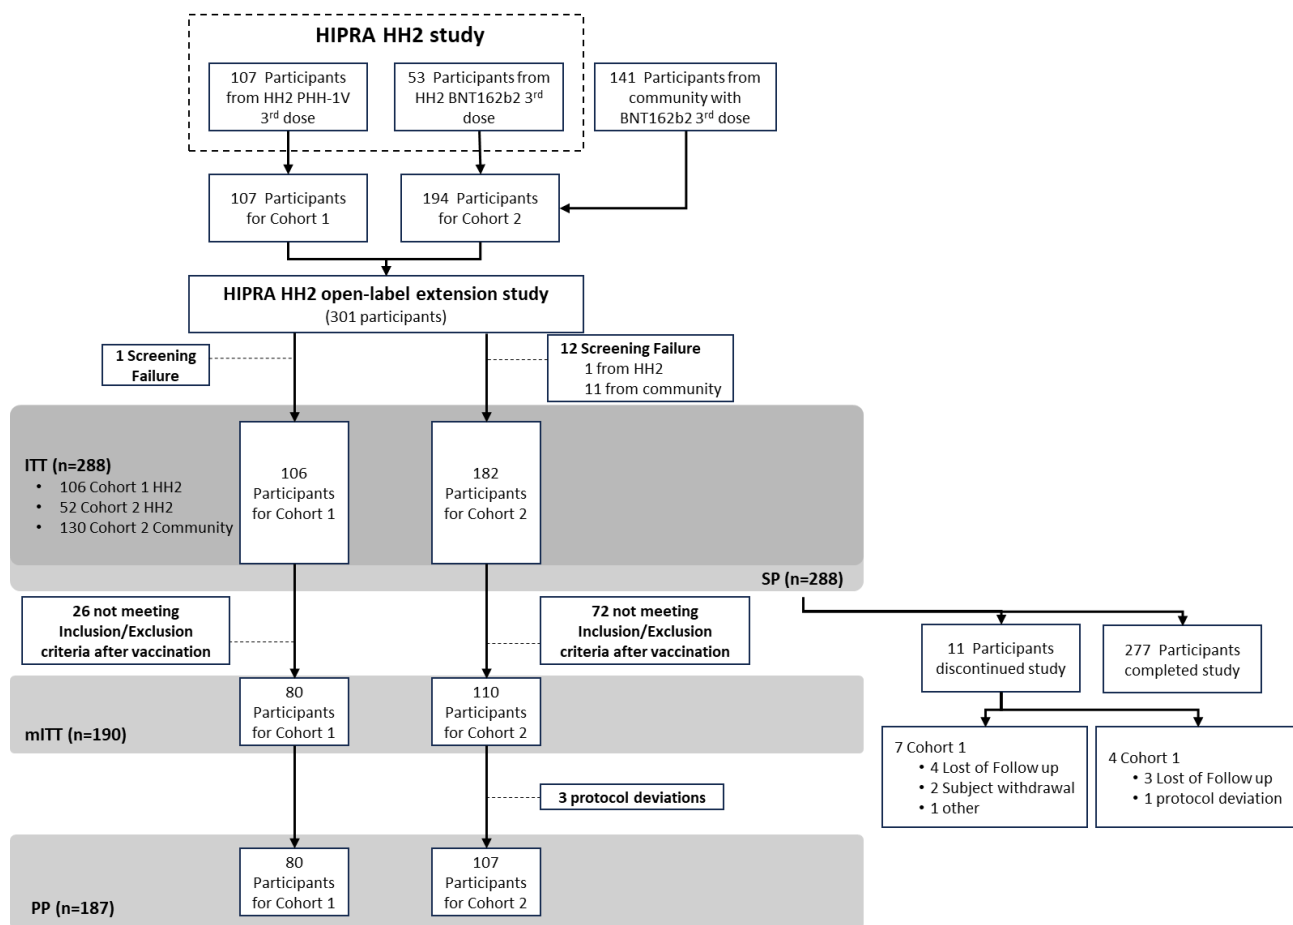 HIPRA HH2 study
107 Participants
from HH2 PHH-1V
3rd dose
53 Participants from
HH2 BNT162b2 3rd
dose
141 Participants from
community with
BNT162b2 3rd dose
107 Participants
for Cohort 1
194 Participants
for Cohort 2
HIPRA HH2 open-label extension study
(301 participants)
1 Screening
Failure
12 Screening Failure
1 from HH2
11 from community
ITT (n=288)
• 106 Cohort 1 HH2
• 52 Cohort 2 HH2
• 130 Cohort 2 Community
106
Participants
for Cohort 1
182
Participants
for Cohort 2
SP (n=288)
26 not meeting
Inclusion/Exclusion
criteria after vaccination
72 not meeting
Inclusion/Exclusion
criteria after vaccination
11 Participants
discontinued study
277 Participants
completed study
mITT (n=190)
80
Participants
for Cohort 1
110
Participants
for Cohort 2
7 Cohort 1
• 4 Lost of Follow up
• 2 Subject withdrawal
• 1 other
4 Cohort 1
• 3 Lost of Follow up
• 1 protocol deviation
3 protocol deviations
PP (n=187)
80
Participants
for Cohort 1
107
Participants
for Cohort 2